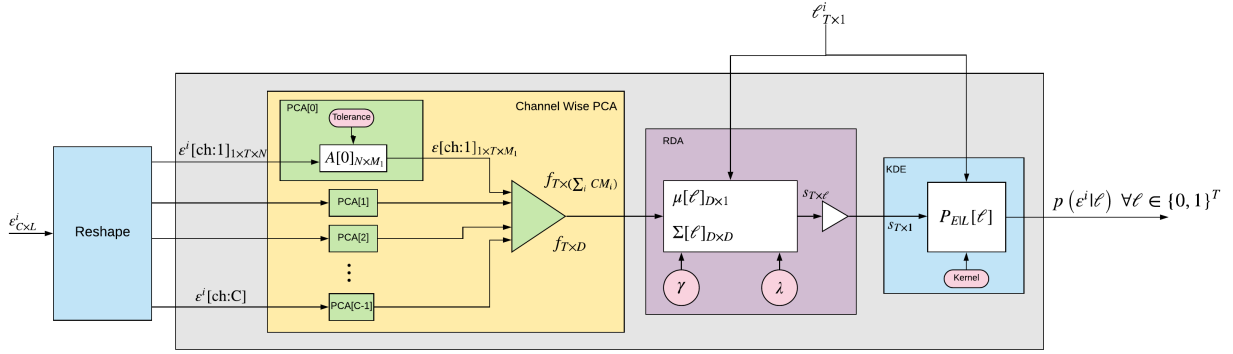 ℓ^i_{T×1}
Channel Wise PCA
PCA[0]
Tolerance
A[0]_{N×M_1}
ε^i[ch:1]_{1×T×N}
ε[ch:1]_{1×T×M_1}
f_{T×(∑_i CM_i)}
f_{T×D}
PCA[1]
PCA[2]
⋮
PCA[C-1]
ε^i[ch:C]
ε^i_{C×L}
Reshape
RDA
μ[ℓ]_{D×1}
Σ[ℓ]_{D×D}
γ
λ
s_{T×ℓ}
s_{T×1}
KDE
P_{E|L}[ℓ]
Kernel
p (ε^i|ℓ) ∀ℓ ∈ {0, 1}^T